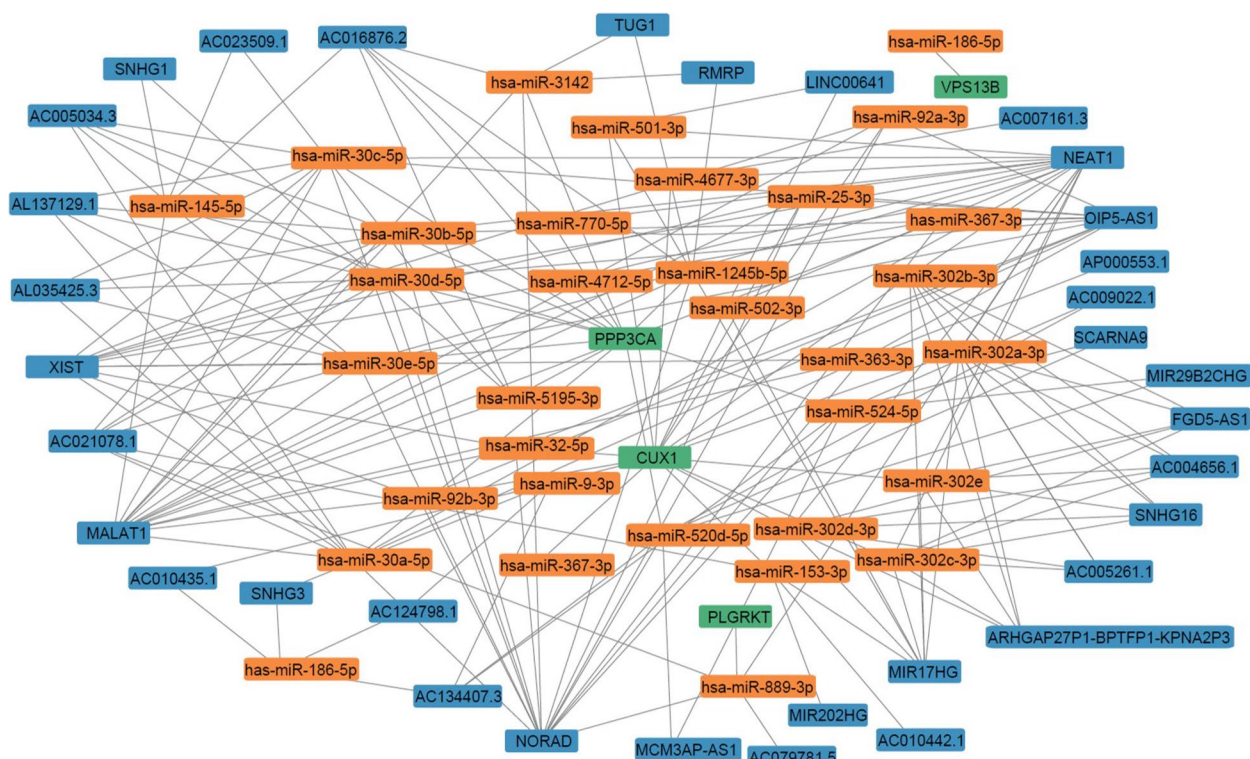 TUG1
AC016876.2
AC023509.1
hsa-miR-186-5p
SNHG1
hsa-miR-3142
RMRP
LINC00641
VPS13B
AC005034.3
hsa-miR-501-3p
hsa-miR-92a-3p
AC007161.3
hsa-miR-30c-5p
NEAT1
hsa-miR-4677-3p
hsa-miR-25-3p
AL137129.1
hsa-miR-145-5p
hsa-miR-770-5p
has-miR-367-3p
OIP5-AS1
hsa-miR-30b-5p
AP000553.1
hsa-miR-30d-5p
hsa-miR-4712-5p
hsa-miR-1245b-5p
hsa-miR-302b-3p
AL035425.3
AC009022.1
hsa-miR-502-3p
PPP3CA
SCARNA9
XIST
hsa-miR-30e-5p
hsa-miR-363-3p
hsa-miR-302a-3p
MIR29B2CHG
hsa-miR-5195-3p
hsa-miR-524-5p
FGD5-AS1
AC021078.1
hsa-miR-32-5p
CUX1
AC004656.1
hsa-miR-9-3p
hsa-miR-302e
hsa-miR-92b-3p
SNHG16
MALAT1
hsa-miR-520d-5p
hsa-miR-302d-3p
hsa-miR-30a-5p
hsa-miR-367-3p
hsa-miR-153-3p
hsa-miR-302c-3p
AC005261.1
AC010435.1
SNHG3
AC124798.1
PLGRKT
ARHGAP27P1-BPTFP1-KPNA2P3
has-miR-186-5p
MIR17HG
AC134407.3
hsa-miR-889-3p
MIR202HG
NORAD
AC010442.1
MCM3AP-AS1
AC079781.5